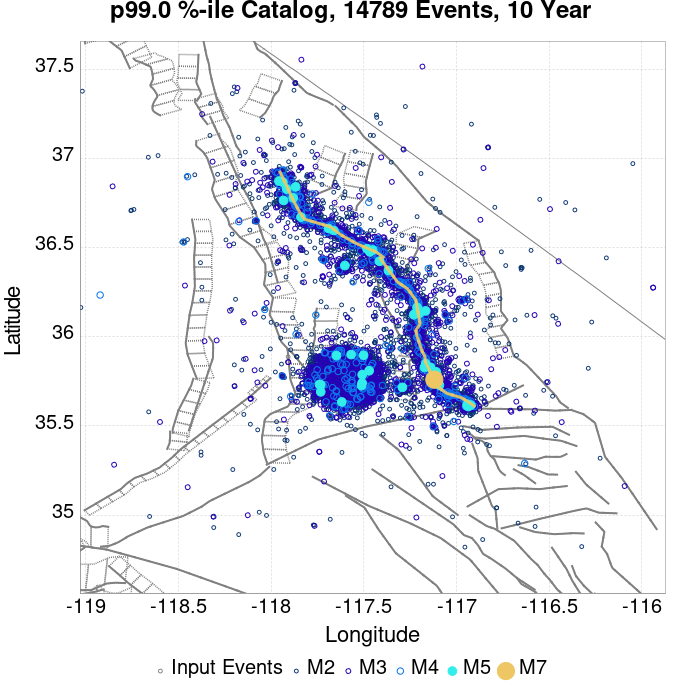 p99.0 %-ile Catalog, 14789 Events, 10 Year
37.5
37
36.5
36
35.5
35
Latitude
-119 -118.5 -118 -117.5 -117 -116.5 -116
Longitude
Input Events M2 M3 M4 M5 M7